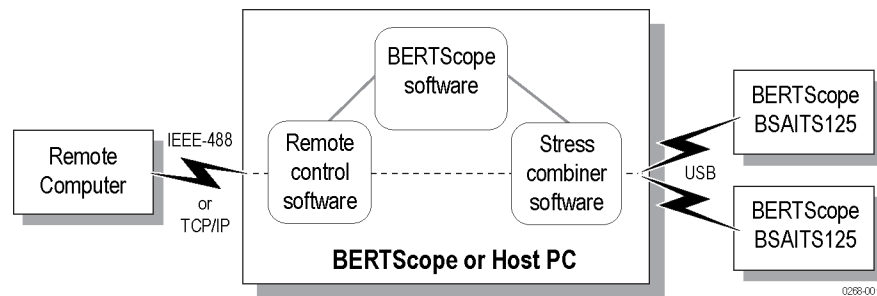 BERTScope
software
Remote
Computer
IEEE-488
or
TCP/IP
Remote
control
software
Stress
combiner
software
USB
BERTScope
BSAITS125
BERTScope
BSAITS125
BERTScope or Host PC
0268-00